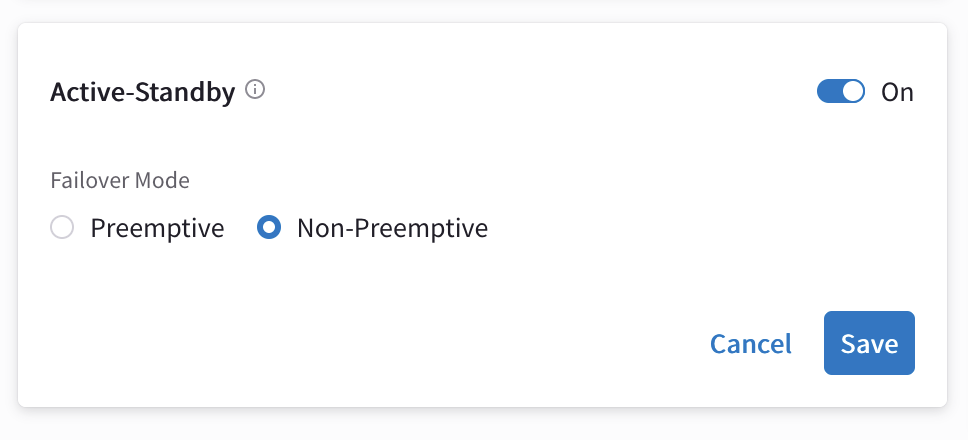 Active-Standby
On
Failover Mode
Preemptive Non-Preemptive
Cancel Save